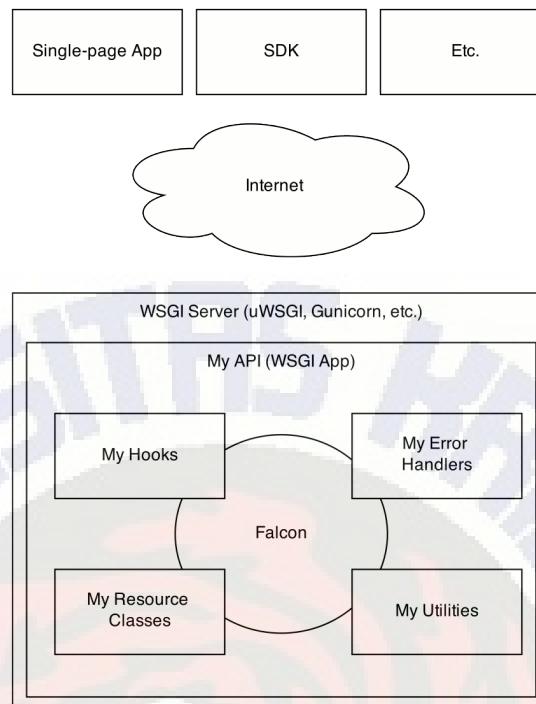 Single-page App
SDK
Etc.
Internet
WSGI Server (uWSGI, Gunicorn, etc.)
My API (WSGI App)
My Hooks
My Error
Handlers
Falcon
My Resource
Classes
My Utilities